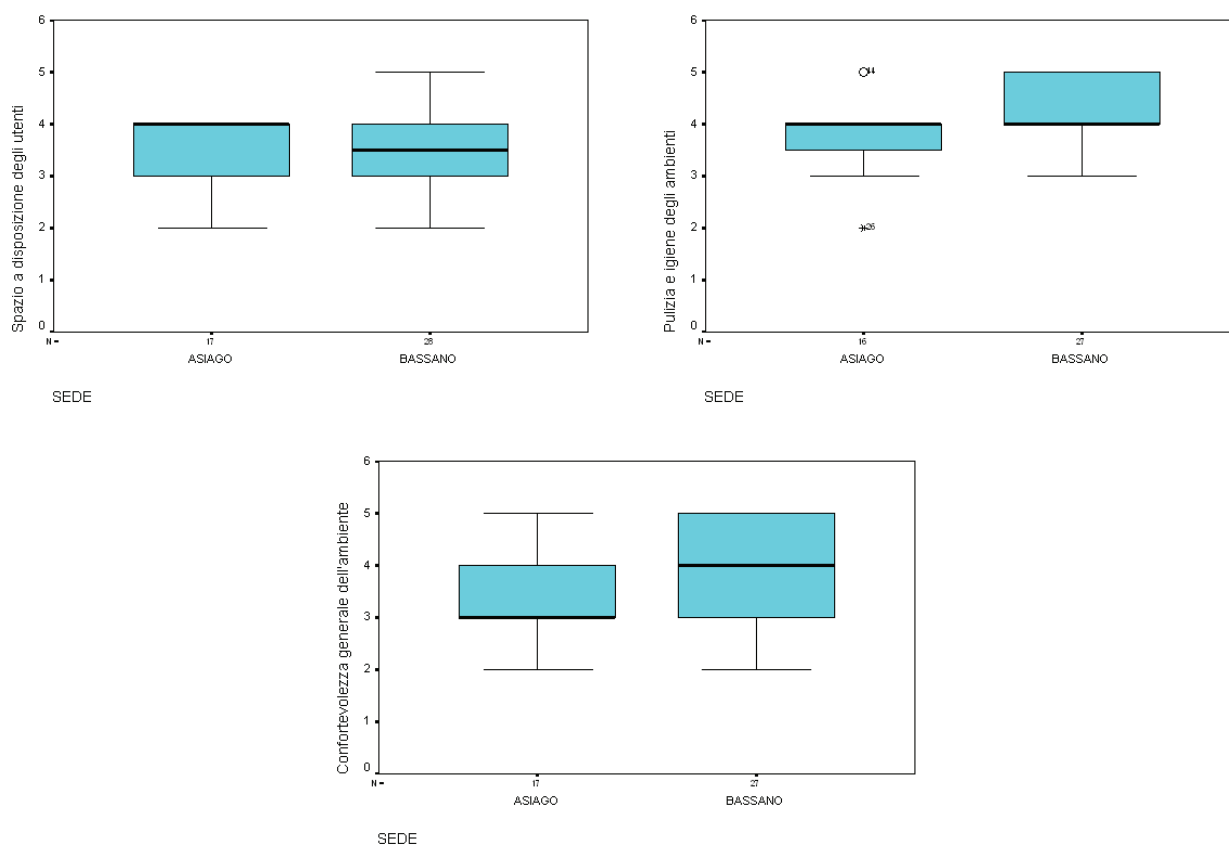 Spazio a disposizione degli utenti
6
5
4
3
2
1
0
N =
17
28
ASIAGO
BASSANO
SEDE
Pulizia e igiene degli ambienti
6
5
4
3
2
1
0
26
N =
16
27
ASIAGO
BASSANO
SEDE
Confortevolezza generale dell'ambiente
6
5
4
3
2
1
0
N =
17
27
ASIAGO
BASSANO
SEDE